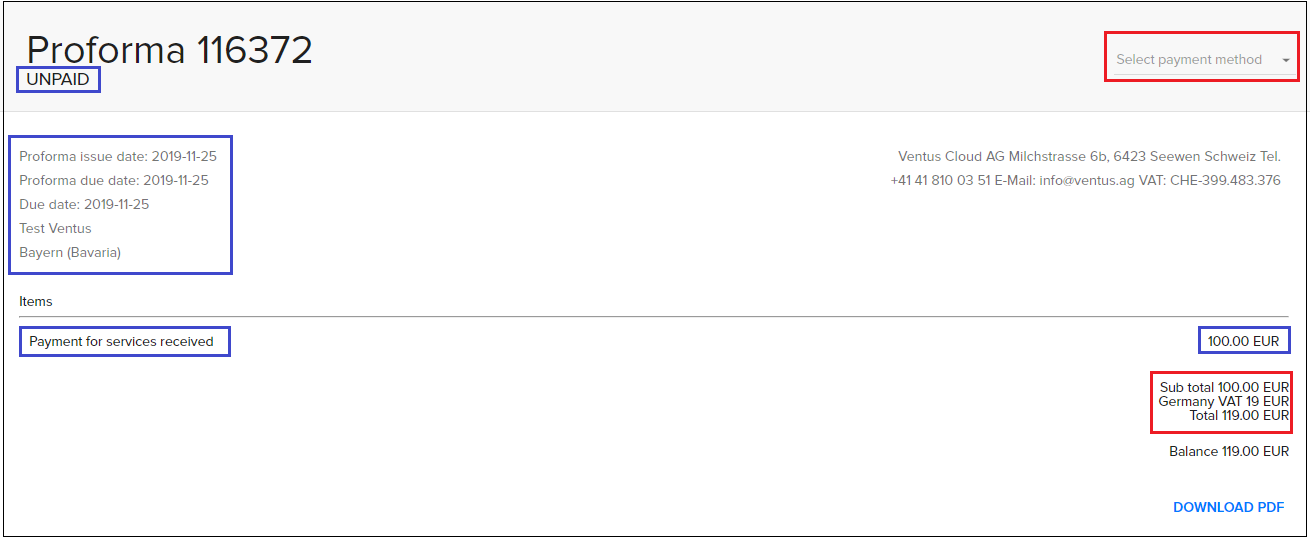 Proforma 116372
UNPAID
Select payment method
Proforma issue date: 2019-11-25
Proforma due date: 2019-11-25
Due date: 2019-11-25
Test Ventus
Bayern (Bavaria)
Ventus Cloud AG Milchstrasse 6b, 6423 Seewen Schweiz Tel.
+41 41 810 03 51 E-Mail: info@ventus.ag VAT: CHE-399.483.376
Items
Payment for services received
100.00 EUR
Sub total 100.00 EUR
Germany VAT 19 EUR
Total 119.00 EUR
Balance 119.00 EUR
DOWNLOAD PDF